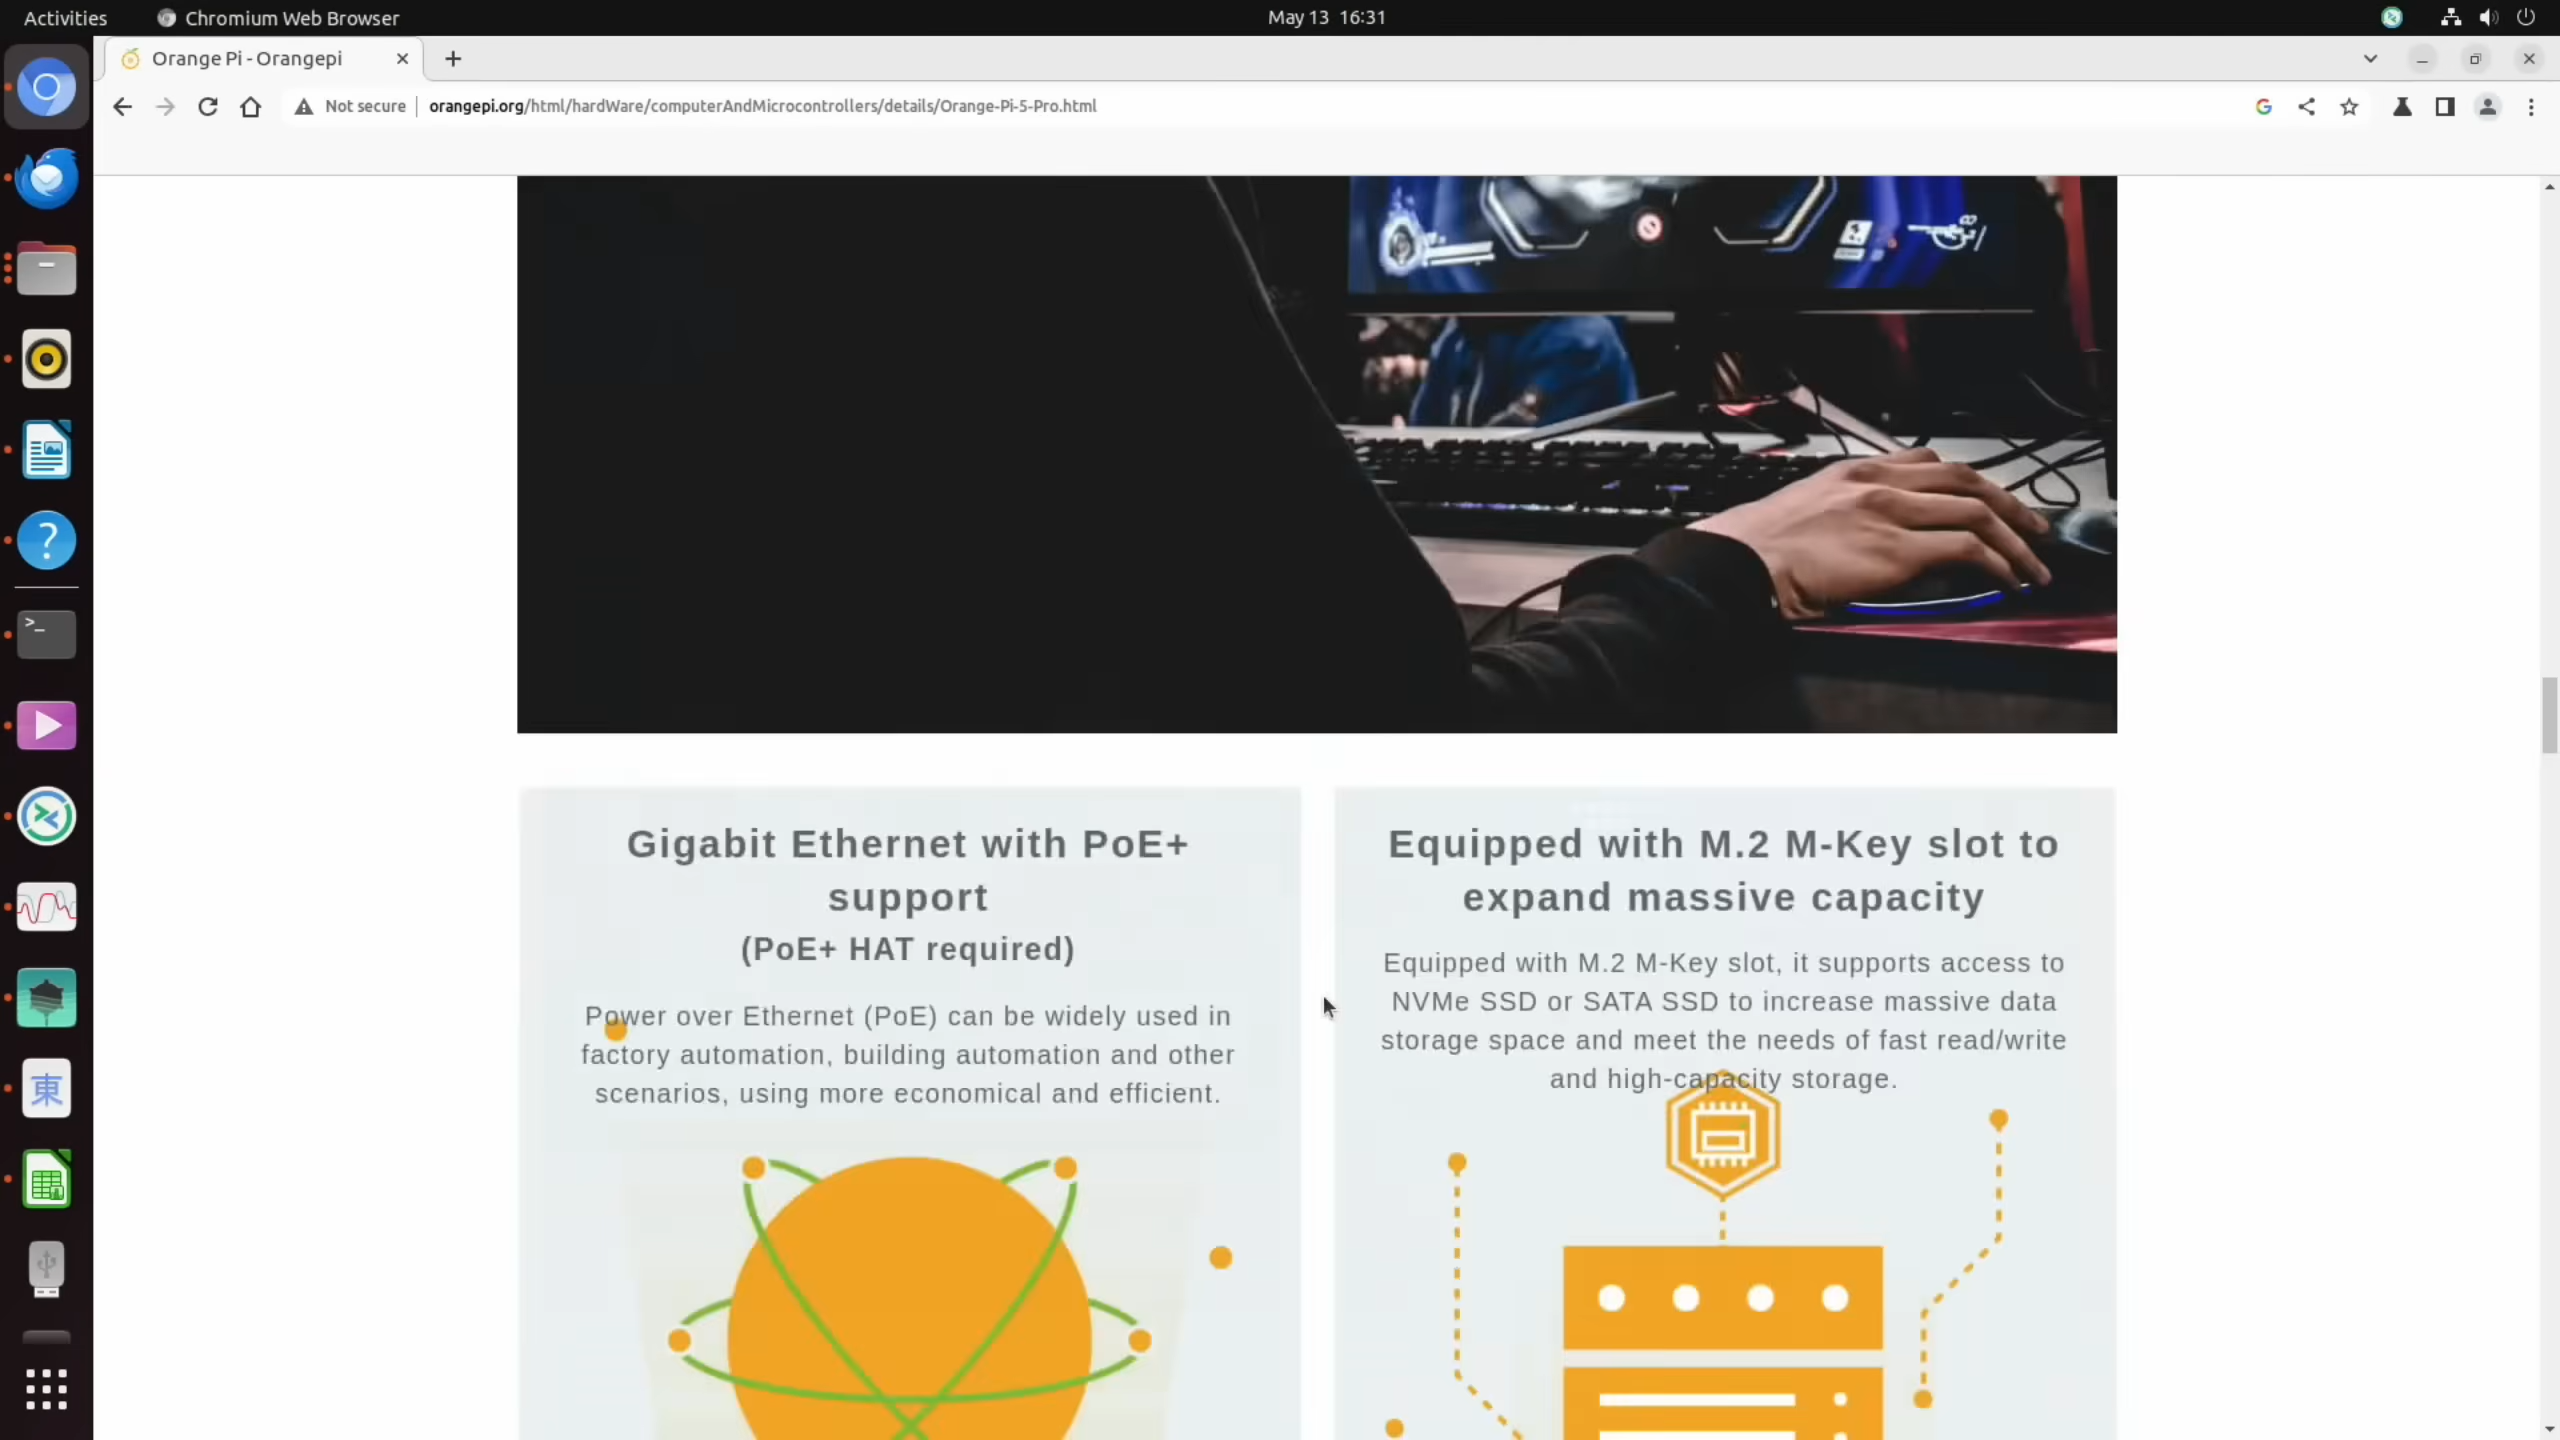 Activities
Chromium Web Browser
May 13 16:31
Orange Pi - Orangepi
Not secure
orangepi.org/html/hardWare/computerAndMicrocontrollers/details/Orange-Pi-5-Pro.html
Gigabit Ethernet with PoE+
support
(PoE+ HAT required)
Power over Ethernet (PoE) can be widely used in
factory automation, building automation and other
scenarios, using more economical and efficient.
Equipped with M.2 M-Key slot to
expand massive capacity
Equipped with M.2 M-Key slot, it supports access to
NVMe SSD or SATA SSD to increase massive data
storage space and meet the needs of fast read/write
and high-capacity storage.
>_
?
東